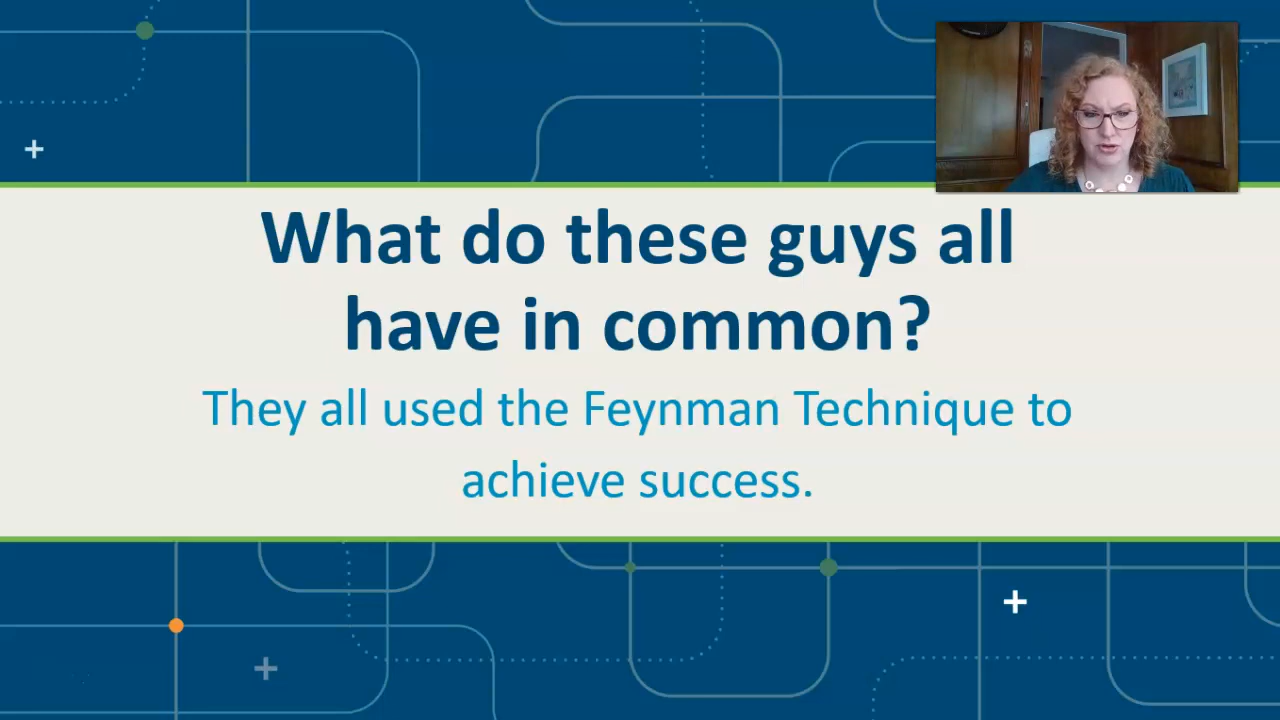 What do these guys all
have in common?
They all used the Feynman Technique to
achieve success.